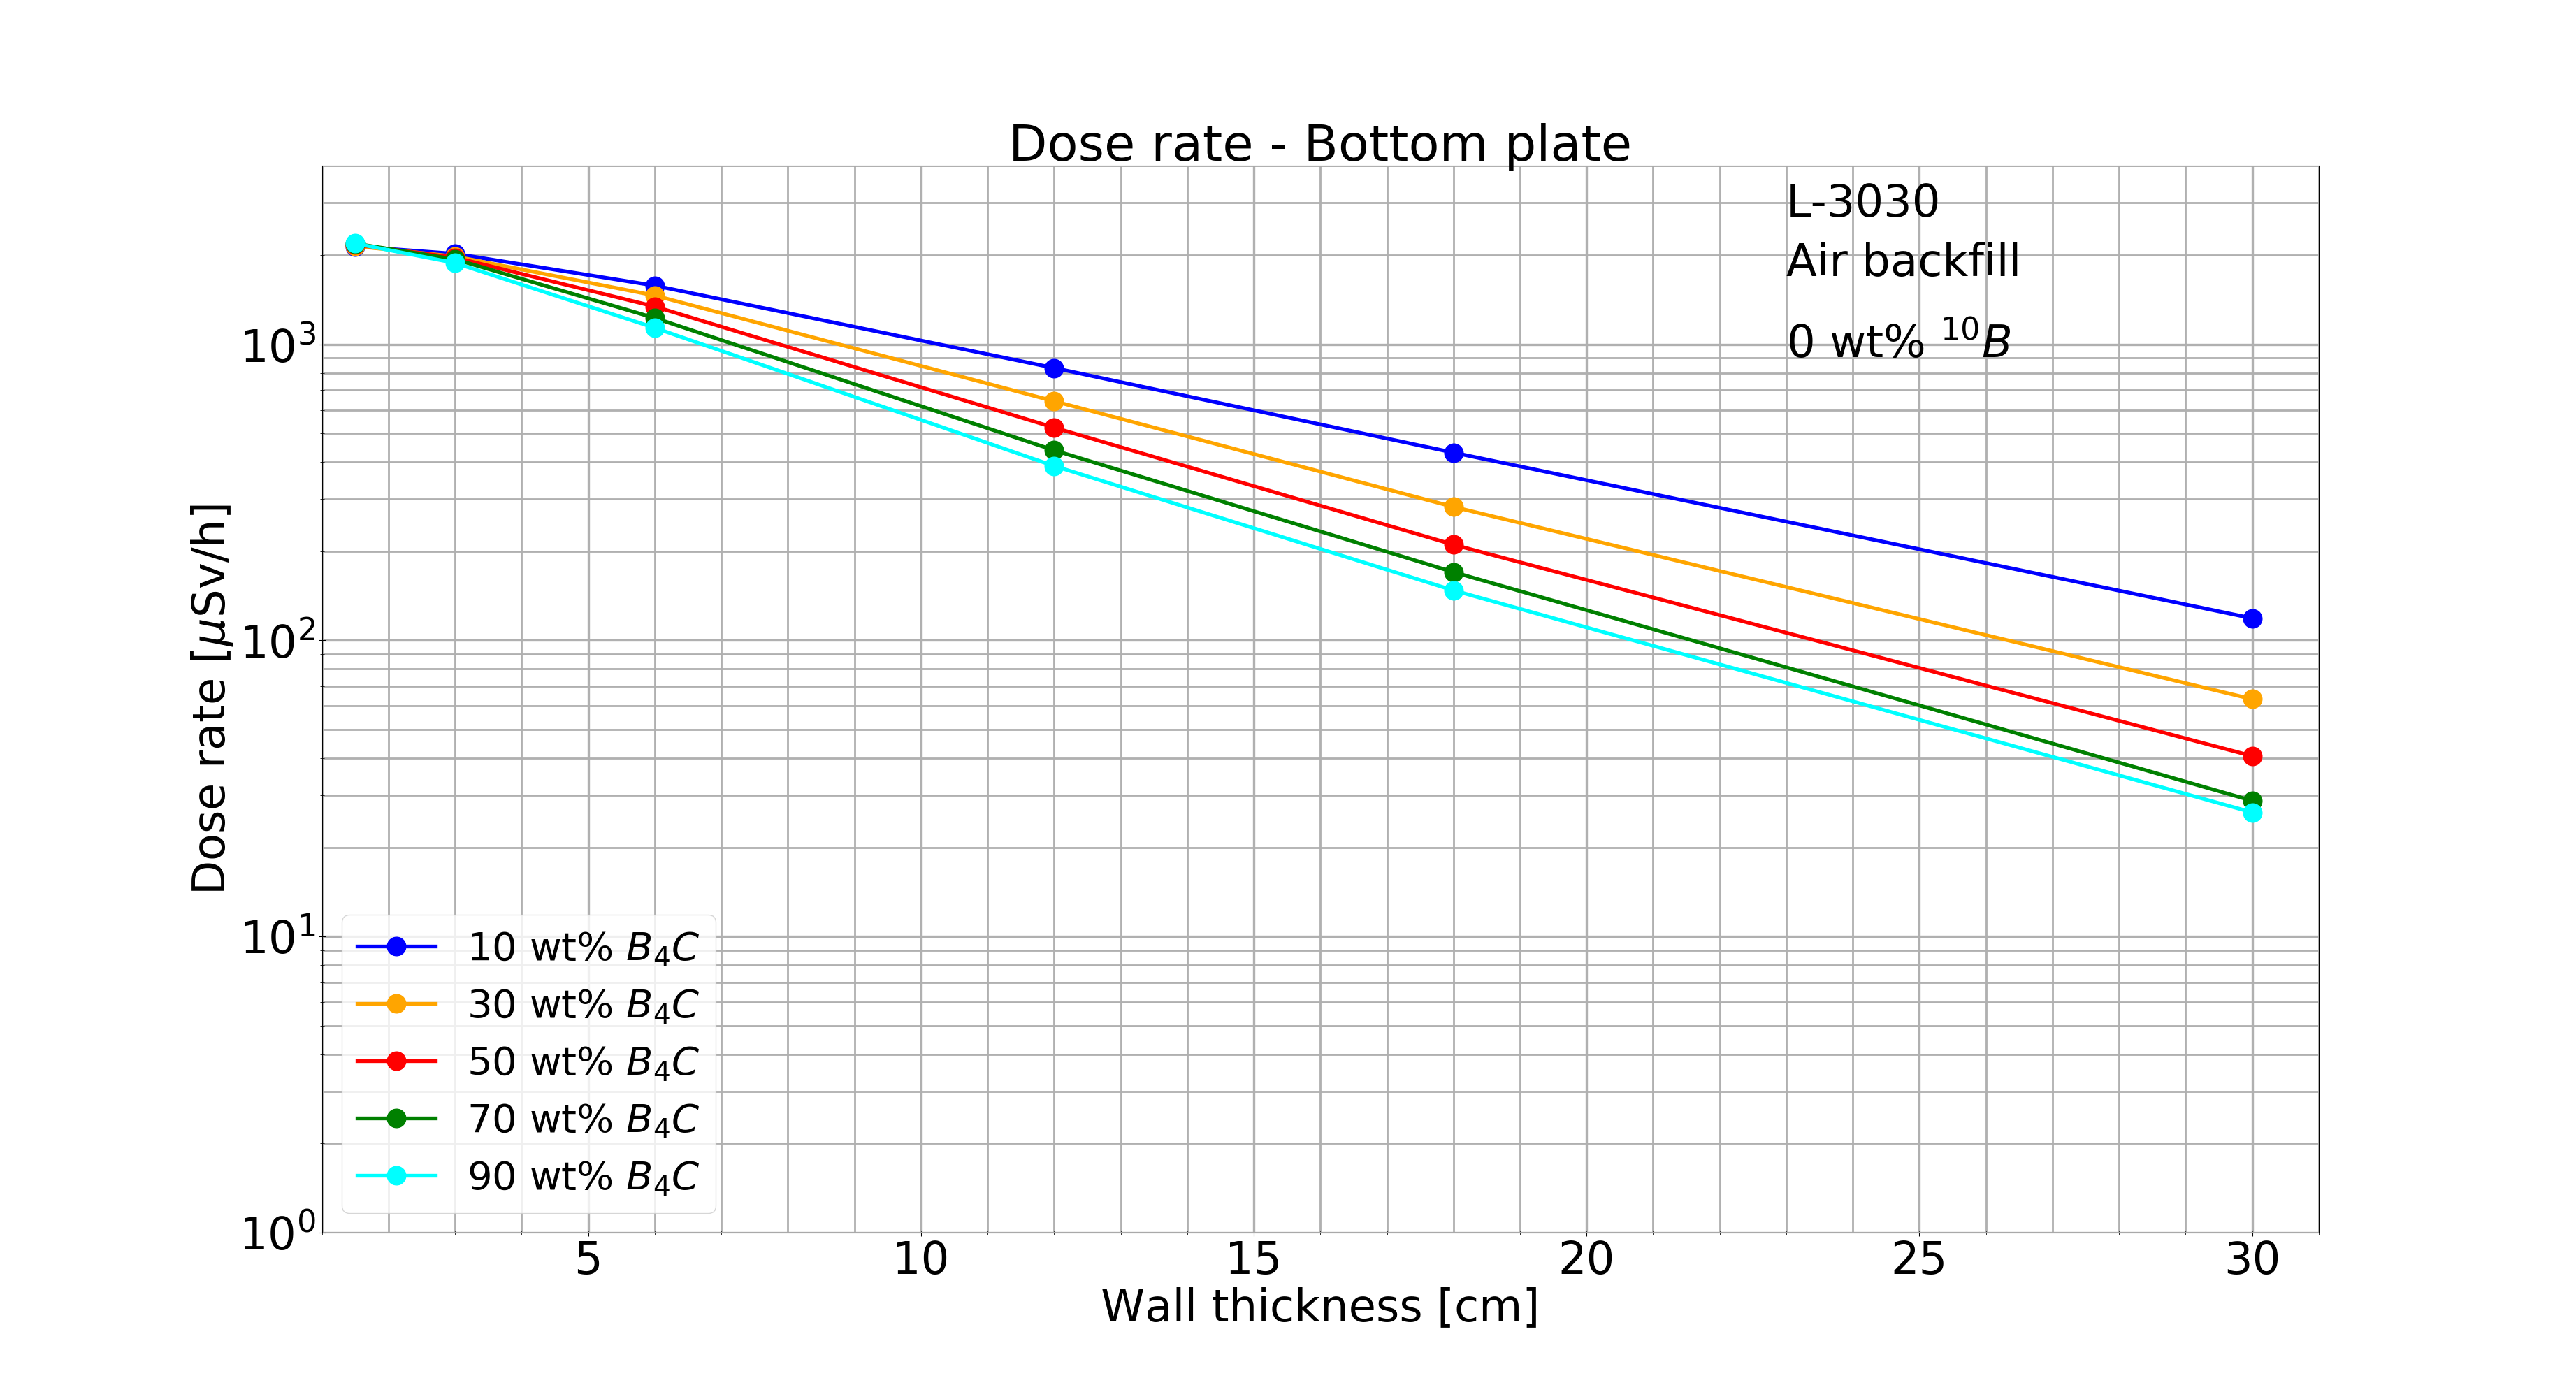 Dose rate - Bottom plate
L-3030
Air backfill
0 wt% ¹⁰B
Dose rate [μSv/h]
10³
10²
10¹
10⁰
10 wt% B₄C
30 wt% B₄C
50 wt% B₄C
70 wt% B₄C
90 wt% B₄C
5 10 15 20 25 30
Wall thickness [cm]